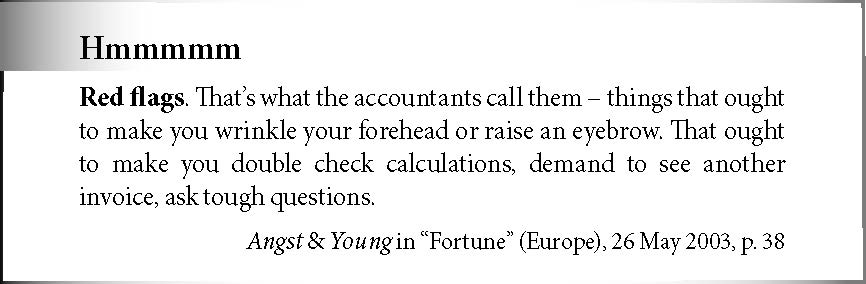 Hmmmmm
Red flags. That’s what the accountants call them – things that ought
to make you wrinkle your forehead or raise an eyebrow. That ought
to make you double check calculations, demand to see another
invoice, ask tough questions.
Angst & Young in “Fortune” (Europe), 26 May 2003, p. 38